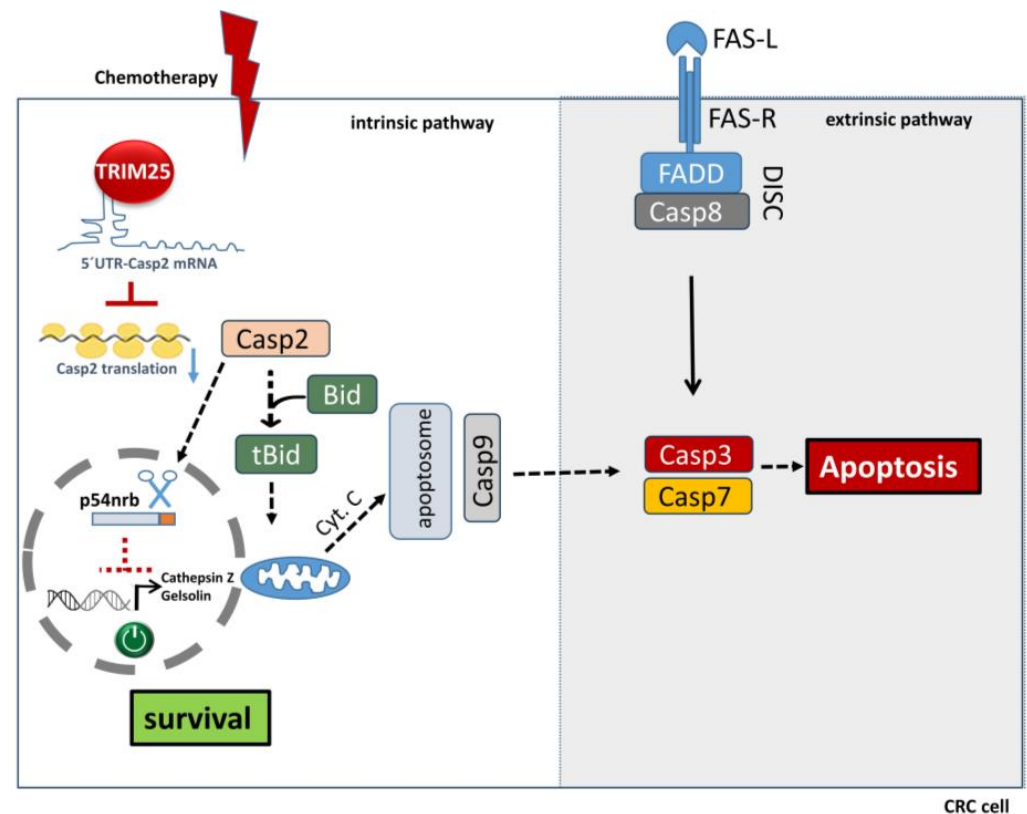 FAS-L
Chemotherapy
intrinsic pathway
FAS-R
extrinsic pathway
TRIM25
FADD
Casp8
DISC
5´UTR-Casp2 mRNA
Casp2 translation
Casp2
Bid
tBid
apoptosome
Casp9
Casp3
Casp7
Apoptosis
p54nrb
Cyt. C
Cathepsin Z
Gelsolin
survival
CRC cell